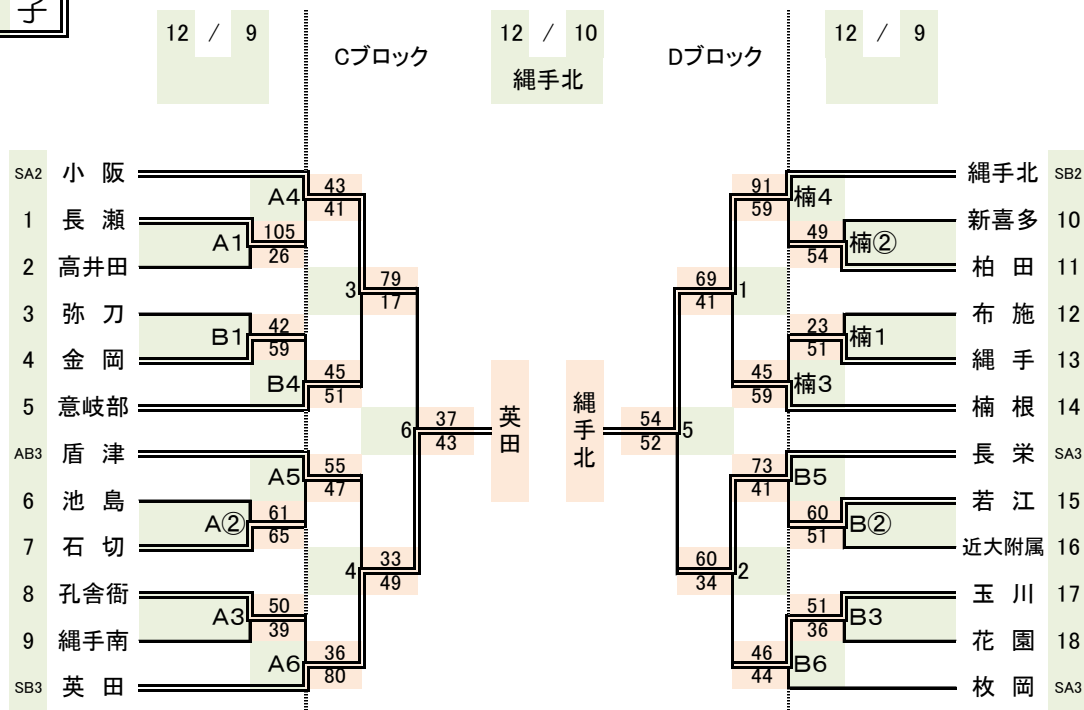 子
12 / 9
Cブロック
12 / 10
縄手北
Dブロック
12 / 9
SA2 小 阪
1 長 瀬
2 高井田
3 弥 刀
4 金 岡
5 意岐部
AB3 盾 津
6 池 島
7 石 切
8 孔舎衙
9 縄手南
SB3 英 田
A4 43 41
A1 105 26
B1 42 59
B4 45 51
A5 55 47
A② 61 65
A3 50 39
A6 36 80
3 79 17
4 33 49
6 37 43
英田
縄手北
54 52 5
69 41 1
60 34 2
91 59 楠4
49 54 楠②
23 51 楠1
45 59 楠3
73 41 B5
60 51 B②
51 36 B3
46 44 B6
縄手北 SB2
新喜多 10
柏 田 11
布 施 12
縄 手 13
楠 根 14
長 栄 SA3
若 江 15
近大附属 16
玉 川 17
花 園 18
枚 岡 SA3